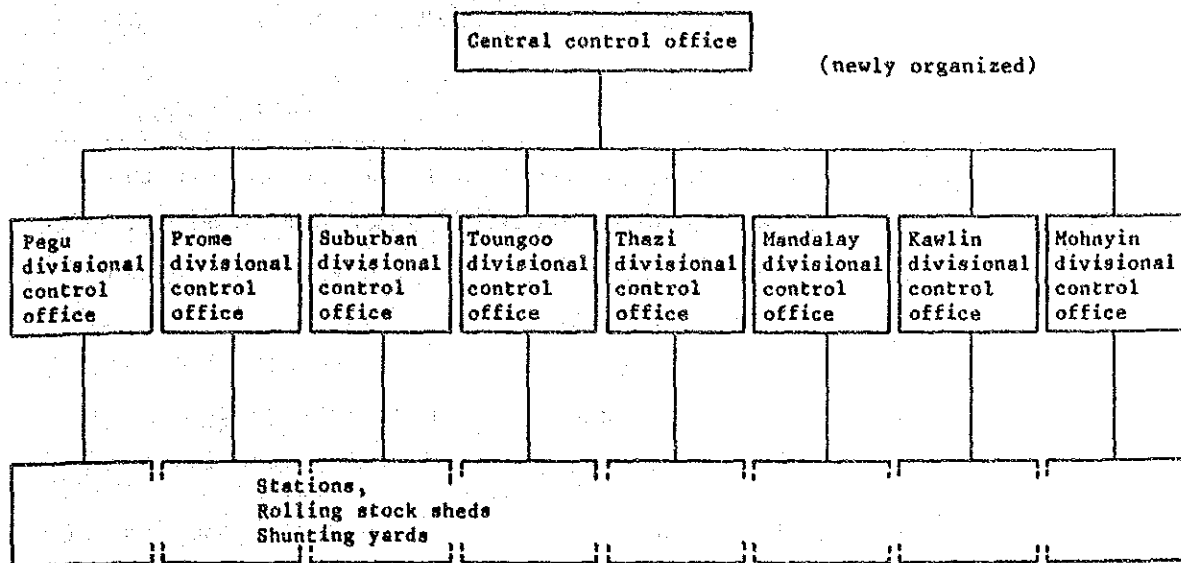 Central control office
(newly organized)
Pegu
divisional
control
office
Prome
divisional
control
office
Suburban
divisional
control
office
Toungoo
divisional
control
office
Thazi
divisional
control
office
Mandalay
divisional
control
office
Kawlin
divisional
control
office
Mohnyin
divisional
control
office
Stations,
Rolling stock sheds
Shunting yards